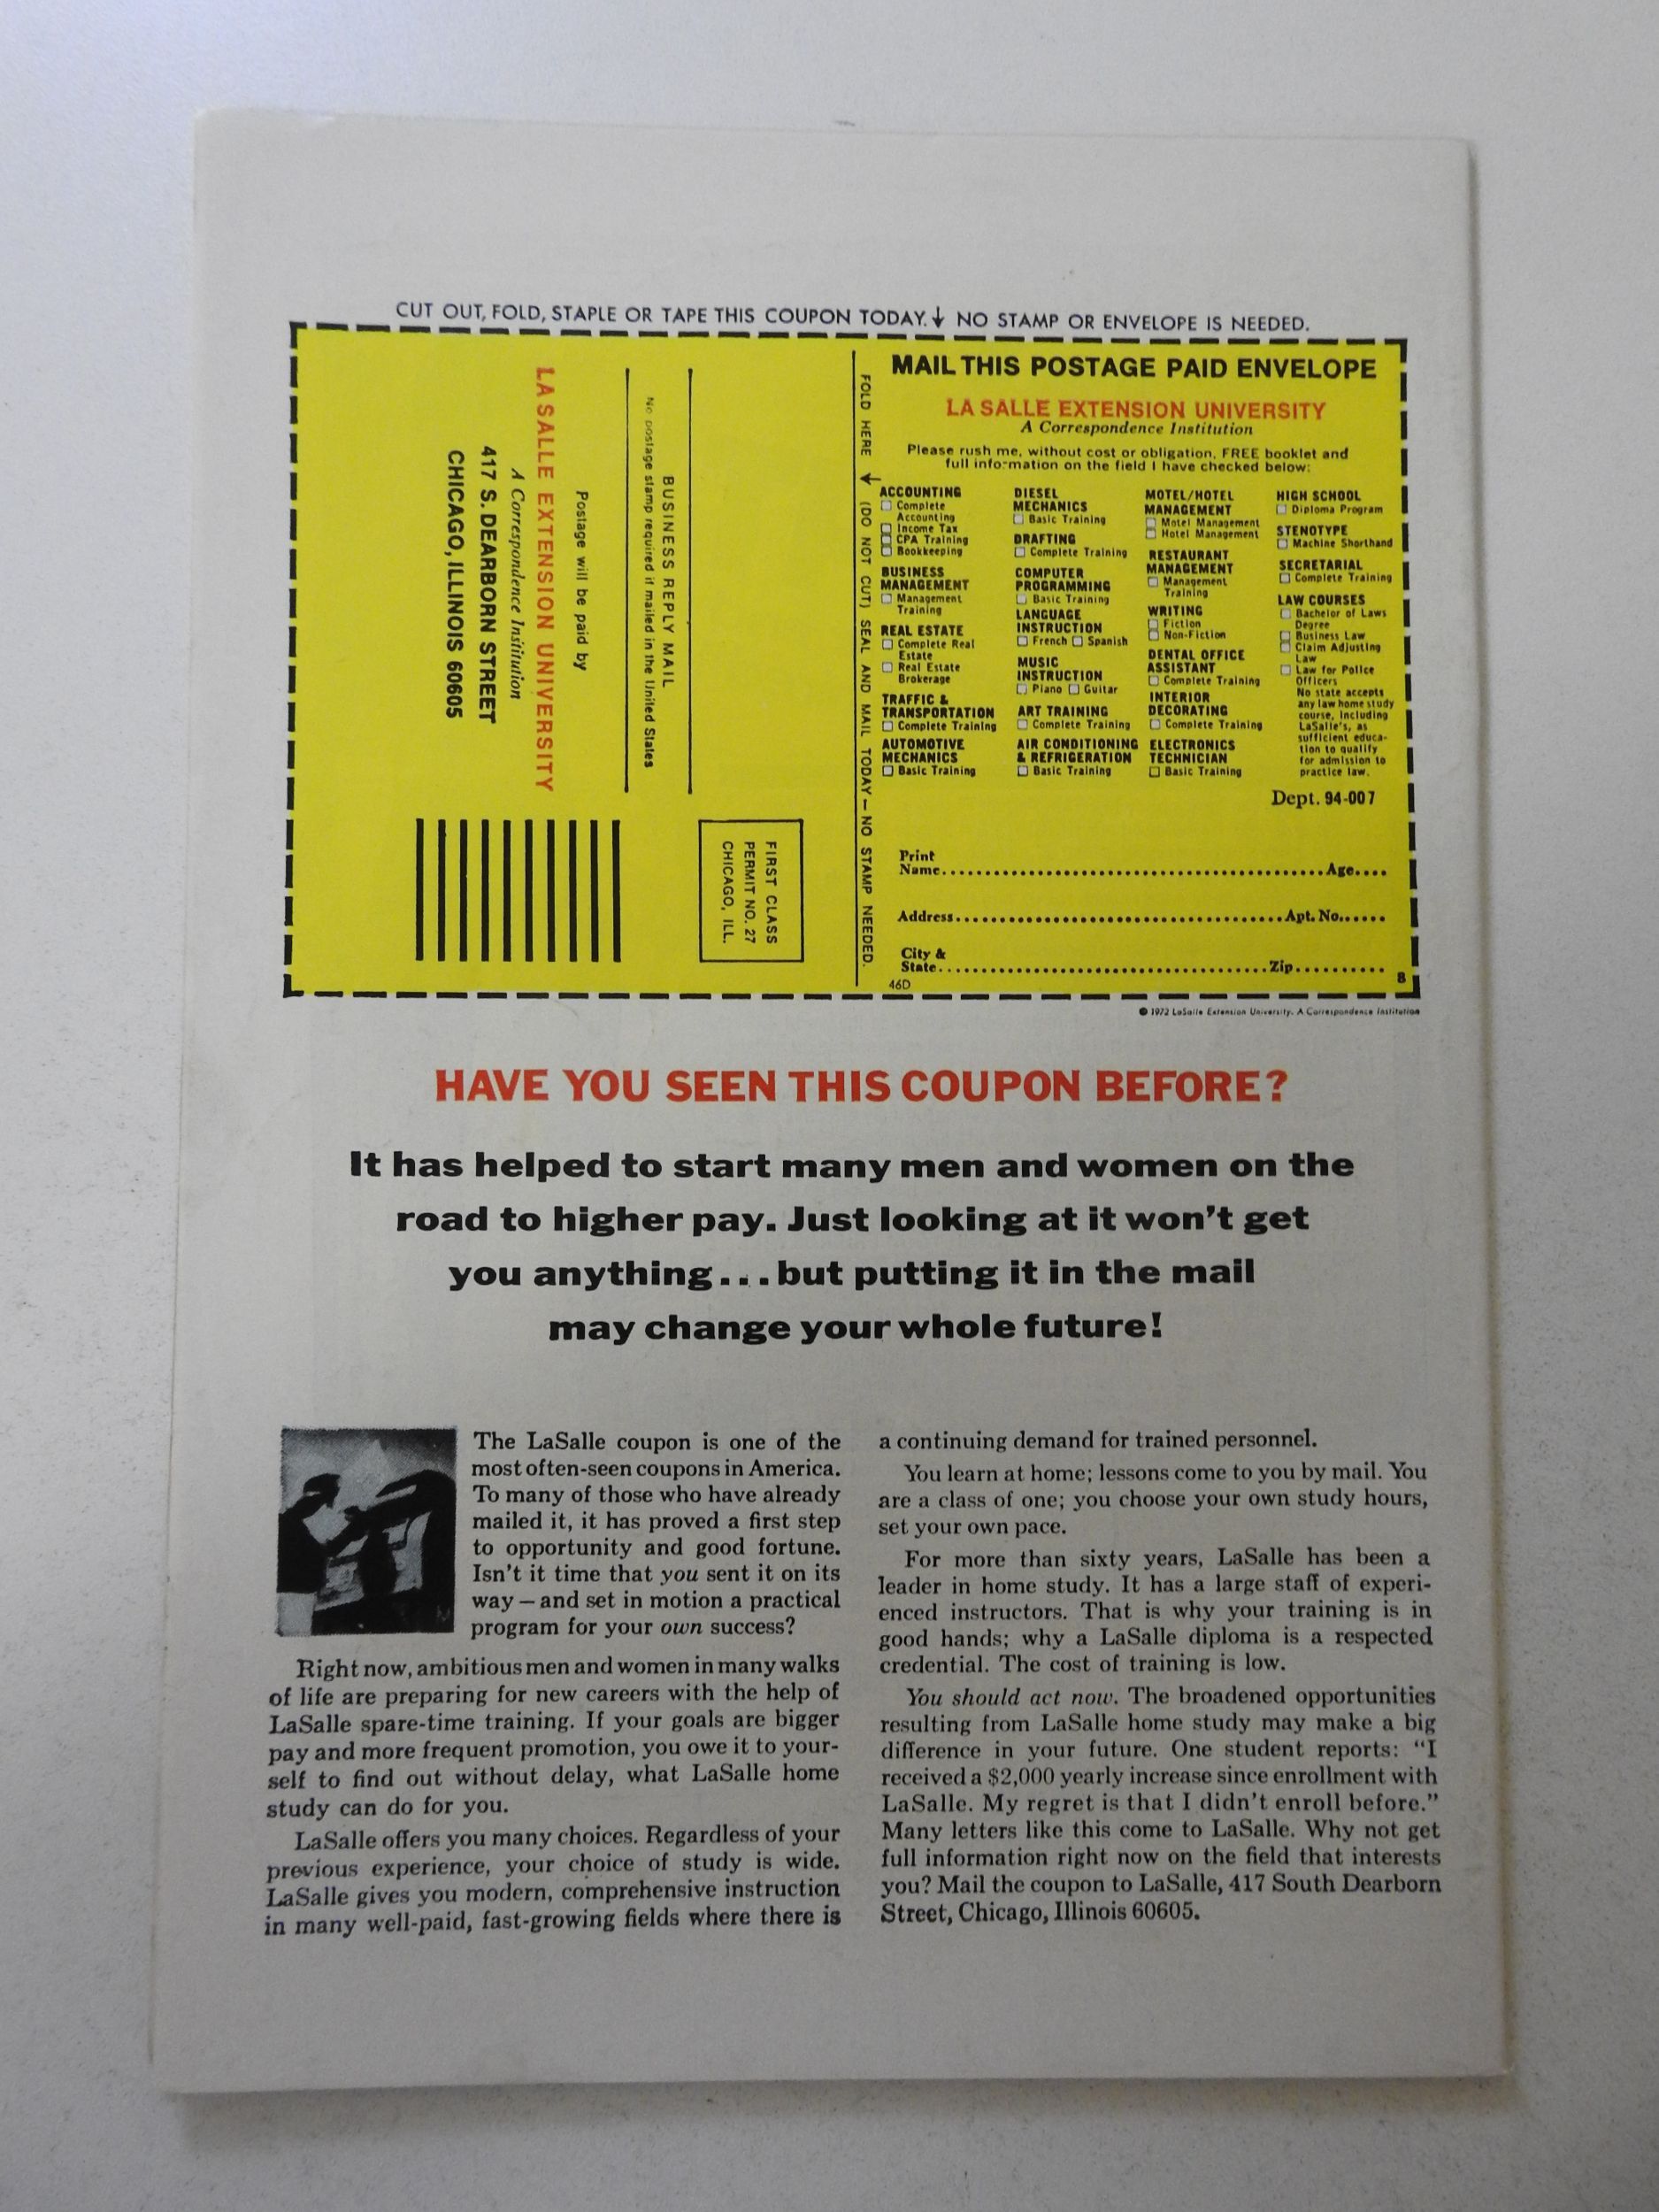 CUT OUT, FOLD, STAPLE OR TAPE THIS COUPON TODAY. ↓ NO STAMP OR ENVELOPE IS NEEDED.
BUSINESS REPLY MAIL
No postage stamp required if mailed in the United States
Postage will be paid by
LA SALLE EXTENSION UNIVERSITY
A Correspondence Institution
417 S. DEARBORN STREET
CHICAGO, ILLINOIS 60605
FIRST CLASS
PERMIT NO. 27
CHICAGO, ILL.
FOLD HERE ↓ (DO NOT CUT) SEAL AND MAIL TODAY — NO STAMP NEEDED.
MAIL THIS POSTAGE PAID ENVELOPE
LA SALLE EXTENSION UNIVERSITY
A Correspondence Institution
Please rush me, without cost or obligation, FREE booklet and
full information on the field I have checked below:
ACCOUNTING
Complete
Accounting
Income Tax
CPA Training
Bookkeeping
BUSINESS
MANAGEMENT
Management
Training
REAL ESTATE
Complete Real
Estate
Real Estate
Brokerage
TRAFFIC &
TRANSPORTATION
Complete Training
AUTOMOTIVE
MECHANICS
Basic Training
DIESEL
MECHANICS
Basic Training
DRAFTING
Complete Training
COMPUTER
PROGRAMMING
Basic Training
LANGUAGE
INSTRUCTION
French Spanish
MUSIC
INSTRUCTION
Piano Guitar
ART TRAINING
Complete Training
AIR CONDITIONING
& REFRIGERATION
Basic Training
MOTEL/HOTEL
MANAGEMENT
Motel Management
Hotel Management
RESTAURANT
MANAGEMENT
Management
Training
WRITING
Fiction
Non-Fiction
DENTAL OFFICE
ASSISTANT
Complete Training
INTERIOR
DECORATING
Complete Training
ELECTRONICS
TECHNICIAN
Basic Training
HIGH SCHOOL
Diploma Program
STENOTYPE
Machine Shorthand
SECRETARIAL
Complete Training
LAW COURSES
Bachelor of Laws
Degree
Business Law
Claim Adjusting
Law
Law for Police
Officers
No state accepts
any law home study
course, including
LaSalle's, as
sufficient educa-
tion to qualify
for admission to
practice law.
Dept. 94-007
Print
Name Age
Address Apt. No.
City &
State Zip
46D 8
© 1972 LaSalle Extension University. A Correspondence Institution
HAVE YOU SEEN THIS COUPON BEFORE?
It has helped to start many men and women on the
road to higher pay. Just looking at it won't get
you anything...but putting it in the mail
may change your whole future!
The LaSalle coupon is one of the
most often-seen coupons in America.
To many of those who have already
mailed it, it has proved a first step
to opportunity and good fortune.
Isn't it time that you sent it on its
way — and set in motion a practical
program for your own success?
Right now, ambitious men and women in many walks
of life are preparing for new careers with the help of
LaSalle spare-time training. If your goals are bigger
pay and more frequent promotion, you owe it to your-
self to find out without delay, what LaSalle home
study can do for you.
LaSalle offers you many choices. Regardless of your
previous experience, your choice of study is wide.
LaSalle gives you modern, comprehensive instruction
in many well-paid, fast-growing fields where there is
a continuing demand for trained personnel.
You learn at home; lessons come to you by mail. You
are a class of one; you choose your own study hours,
set your own pace.
For more than sixty years, LaSalle has been a
leader in home study. It has a large staff of experi-
enced instructors. That is why your training is in
good hands; why a LaSalle diploma is a respected
credential. The cost of training is low.
You should act now. The broadened opportunities
resulting from LaSalle home study may make a big
difference in your future. One student reports: "I
received a $2,000 yearly increase since enrollment with
LaSalle. My regret is that I didn't enroll before."
Many letters like this come to LaSalle. Why not get
full information right now on the field that interests
you? Mail the coupon to LaSalle, 417 South Dearborn
Street, Chicago, Illinois 60605.